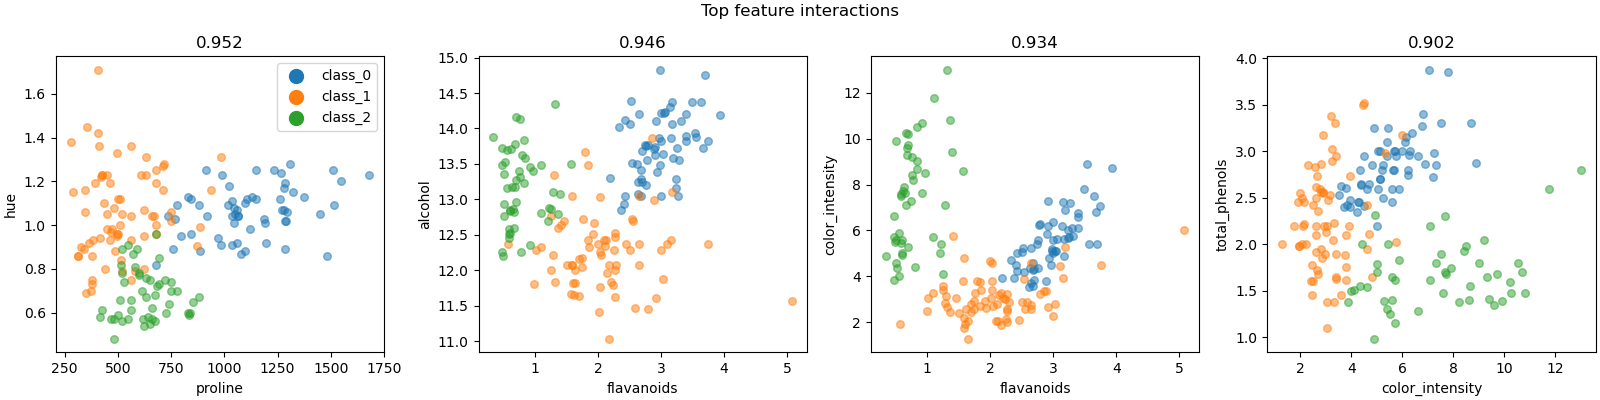 Top feature interactions
0.952
class_0
class_1
class_2
1.6
1.4
1.2
1.0
0.8
0.6
hue
250 500 750 1000 1250 1500 1750
proline
0.946
15.0
14.5
14.0
13.5
13.0
12.5
12.0
11.5
11.0
alcohol
1 2 3 4 5
flavanoids
0.934
12
10
8
6
4
2
color_intensity
1 2 3 4 5
flavanoids
0.902
4.0
3.5
3.0
2.5
2.0
1.5
1.0
total_phenols
2 4 6 8 10 12
color_intensity